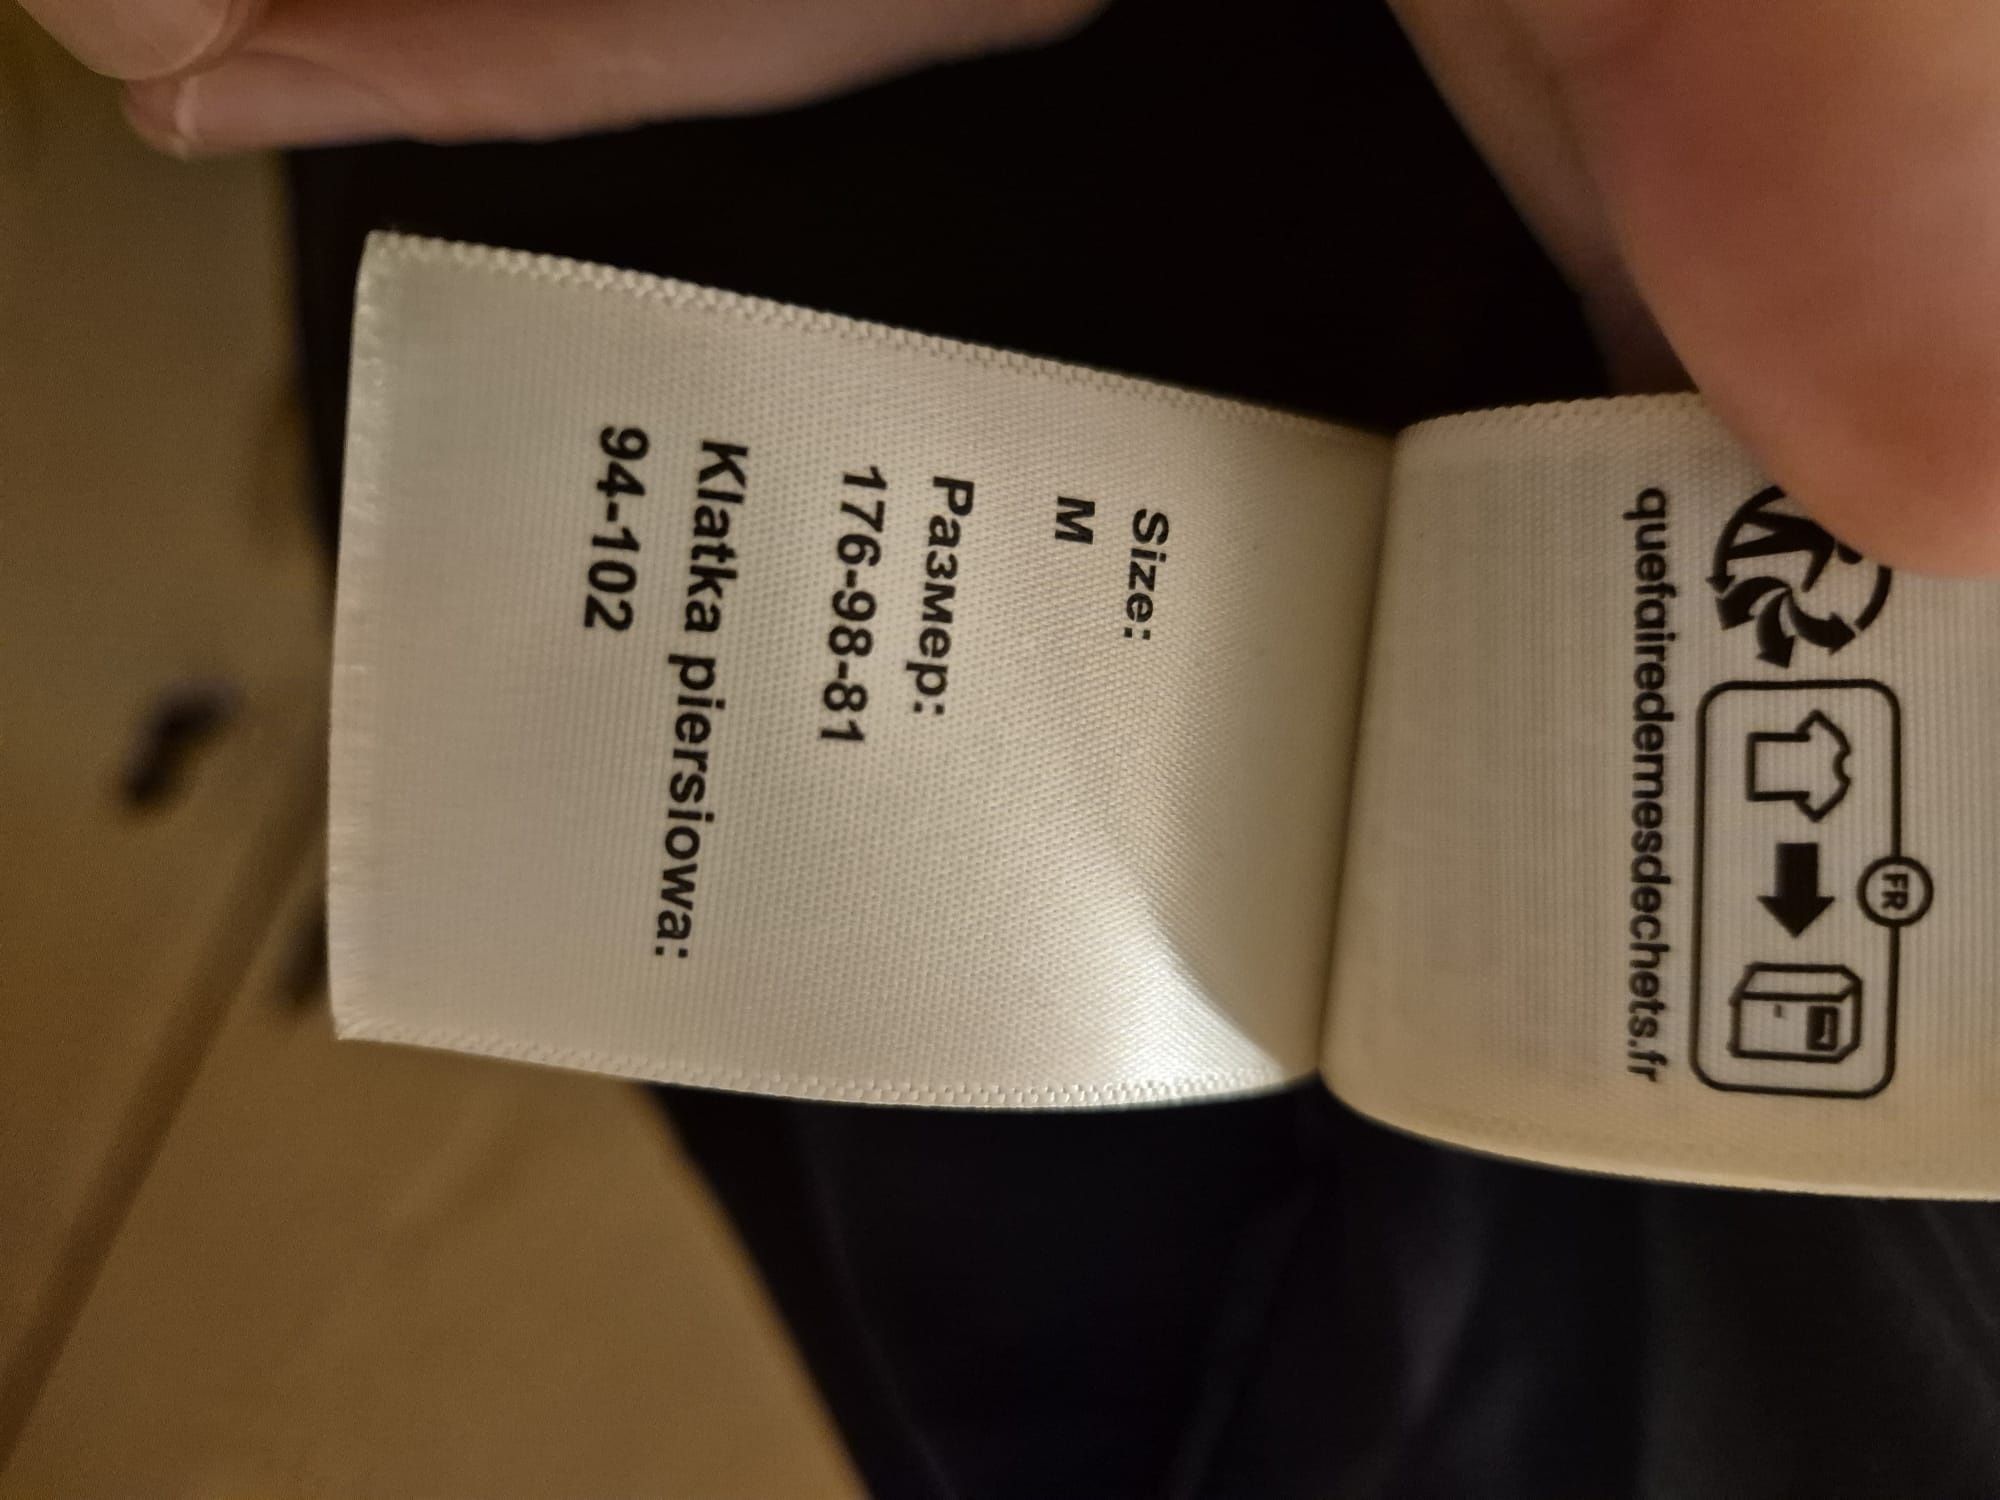 FR
quefairedemesdechets.fr
Size:
M
Размер:
176-98-81
Klatka piersiowa:
94-102